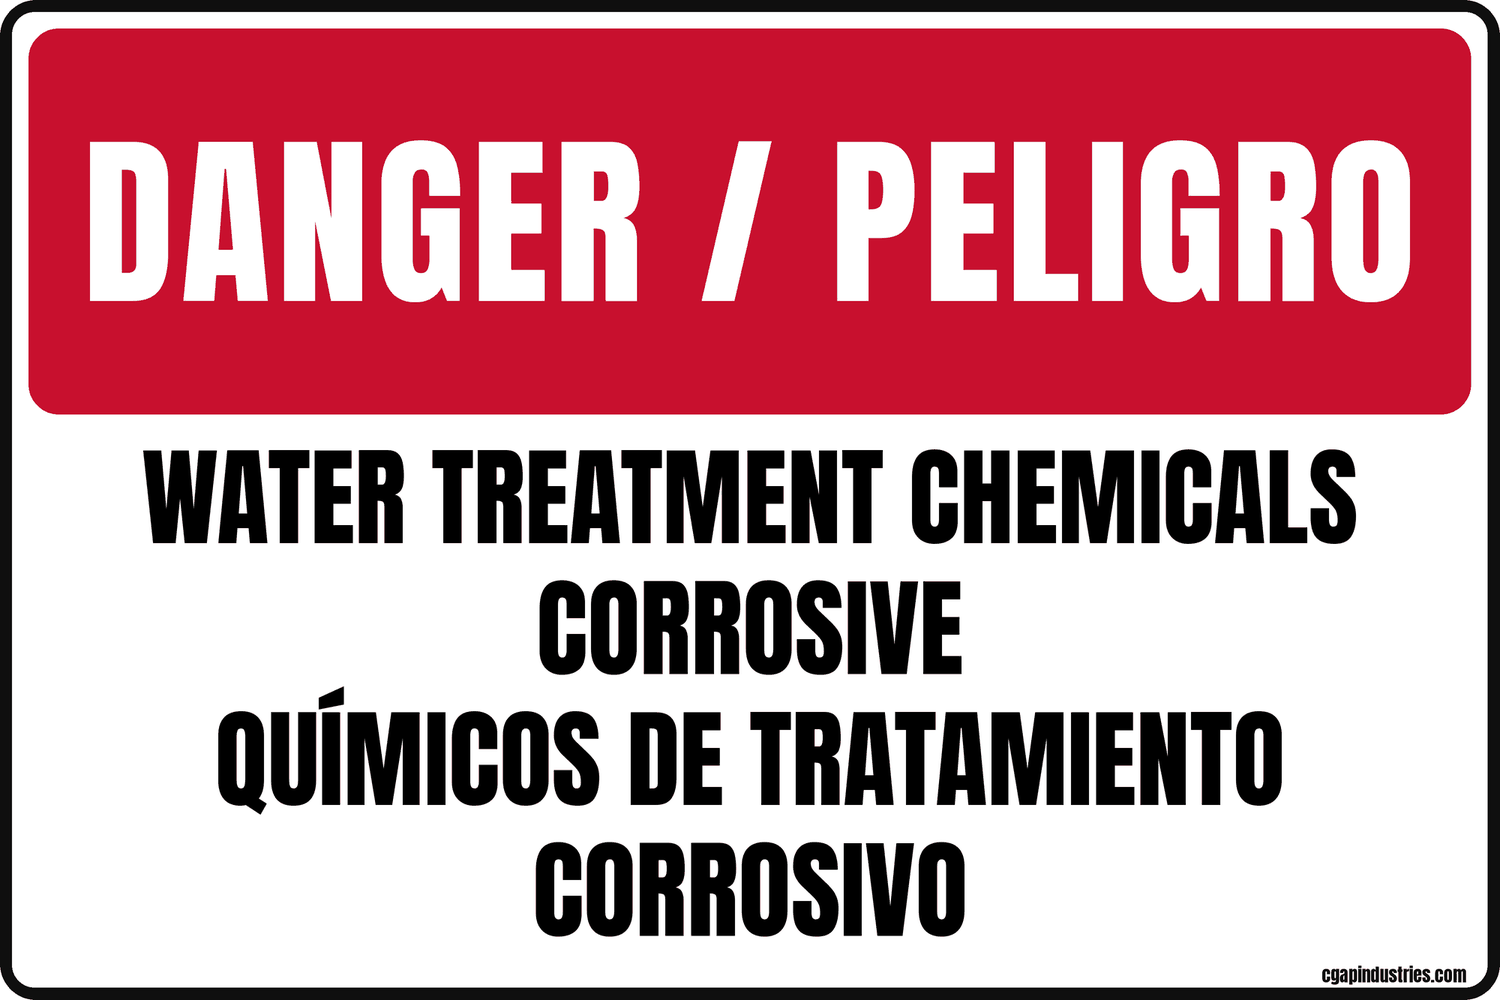 DANGER / PELIGRO
WATER TREATMENT CHEMICALS
CORROSIVE
QUÍMICOS DE TRATAMIENTO
CORROSIVO
cgapindustries.com